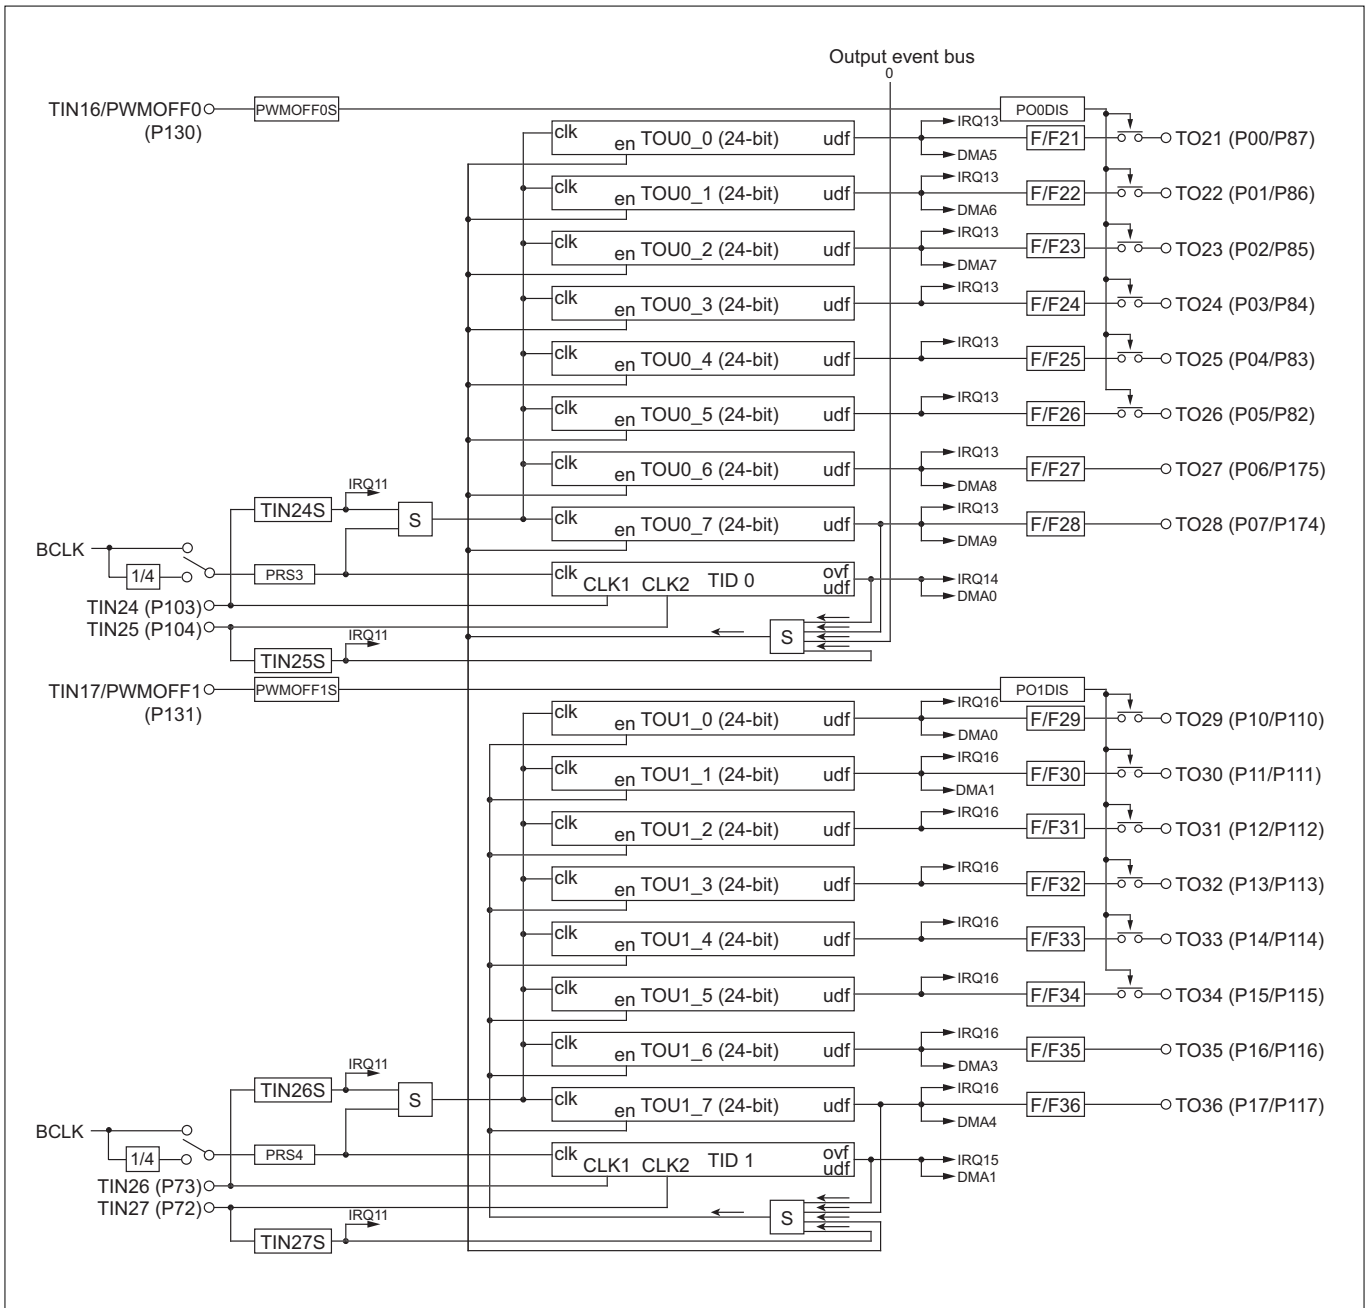 Output event bus
0
TIN16/PWMOFF0
(P130)
PWMOFF0S
PO0DIS
clk
en TOU0_0 (24-bit) udf
IRQ13
DMA5
F/F21
TO21 (P00/P87)
clk
en TOU0_1 (24-bit) udf
IRQ13
DMA6
F/F22
TO22 (P01/P86)
clk
en TOU0_2 (24-bit) udf
IRQ13
DMA7
F/F23
TO23 (P02/P85)
clk
en TOU0_3 (24-bit) udf
IRQ13
F/F24
TO24 (P03/P84)
clk
en TOU0_4 (24-bit) udf
IRQ13
F/F25
TO25 (P04/P83)
clk
en TOU0_5 (24-bit) udf
IRQ13
F/F26
TO26 (P05/P82)
clk
en TOU0_6 (24-bit) udf
IRQ13
DMA8
F/F27
TO27 (P06/P175)
TIN24S
IRQ11
S
clk
en TOU0_7 (24-bit) udf
IRQ13
DMA9
F/F28
TO28 (P07/P174)
BCLK
1/4
PRS3
clk
CLK1 CLK2 TID 0
ovf
udf
IRQ14
DMA0
TIN24 (P103)
TIN25 (P104)
TIN25S
IRQ11
S
TIN17/PWMOFF1
(P131)
PWMOFF1S
PO1DIS
clk
en TOU1_0 (24-bit) udf
IRQ16
DMA0
F/F29
TO29 (P10/P110)
clk
en TOU1_1 (24-bit) udf
IRQ16
DMA1
F/F30
TO30 (P11/P111)
clk
en TOU1_2 (24-bit) udf
IRQ16
F/F31
TO31 (P12/P112)
clk
en TOU1_3 (24-bit) udf
IRQ16
F/F32
TO32 (P13/P113)
clk
en TOU1_4 (24-bit) udf
IRQ16
F/F33
TO33 (P14/P114)
clk
en TOU1_5 (24-bit) udf
IRQ16
F/F34
TO34 (P15/P115)
clk
en TOU1_6 (24-bit) udf
IRQ16
DMA3
F/F35
TO35 (P16/P116)
TIN26S
IRQ11
S
clk
en TOU1_7 (24-bit) udf
IRQ16
DMA4
F/F36
TO36 (P17/P117)
BCLK
1/4
PRS4
clk
CLK1 CLK2 TID 1
ovf
udf
IRQ15
DMA1
TIN26 (P73)
TIN27 (P72)
TIN27S
IRQ11
S